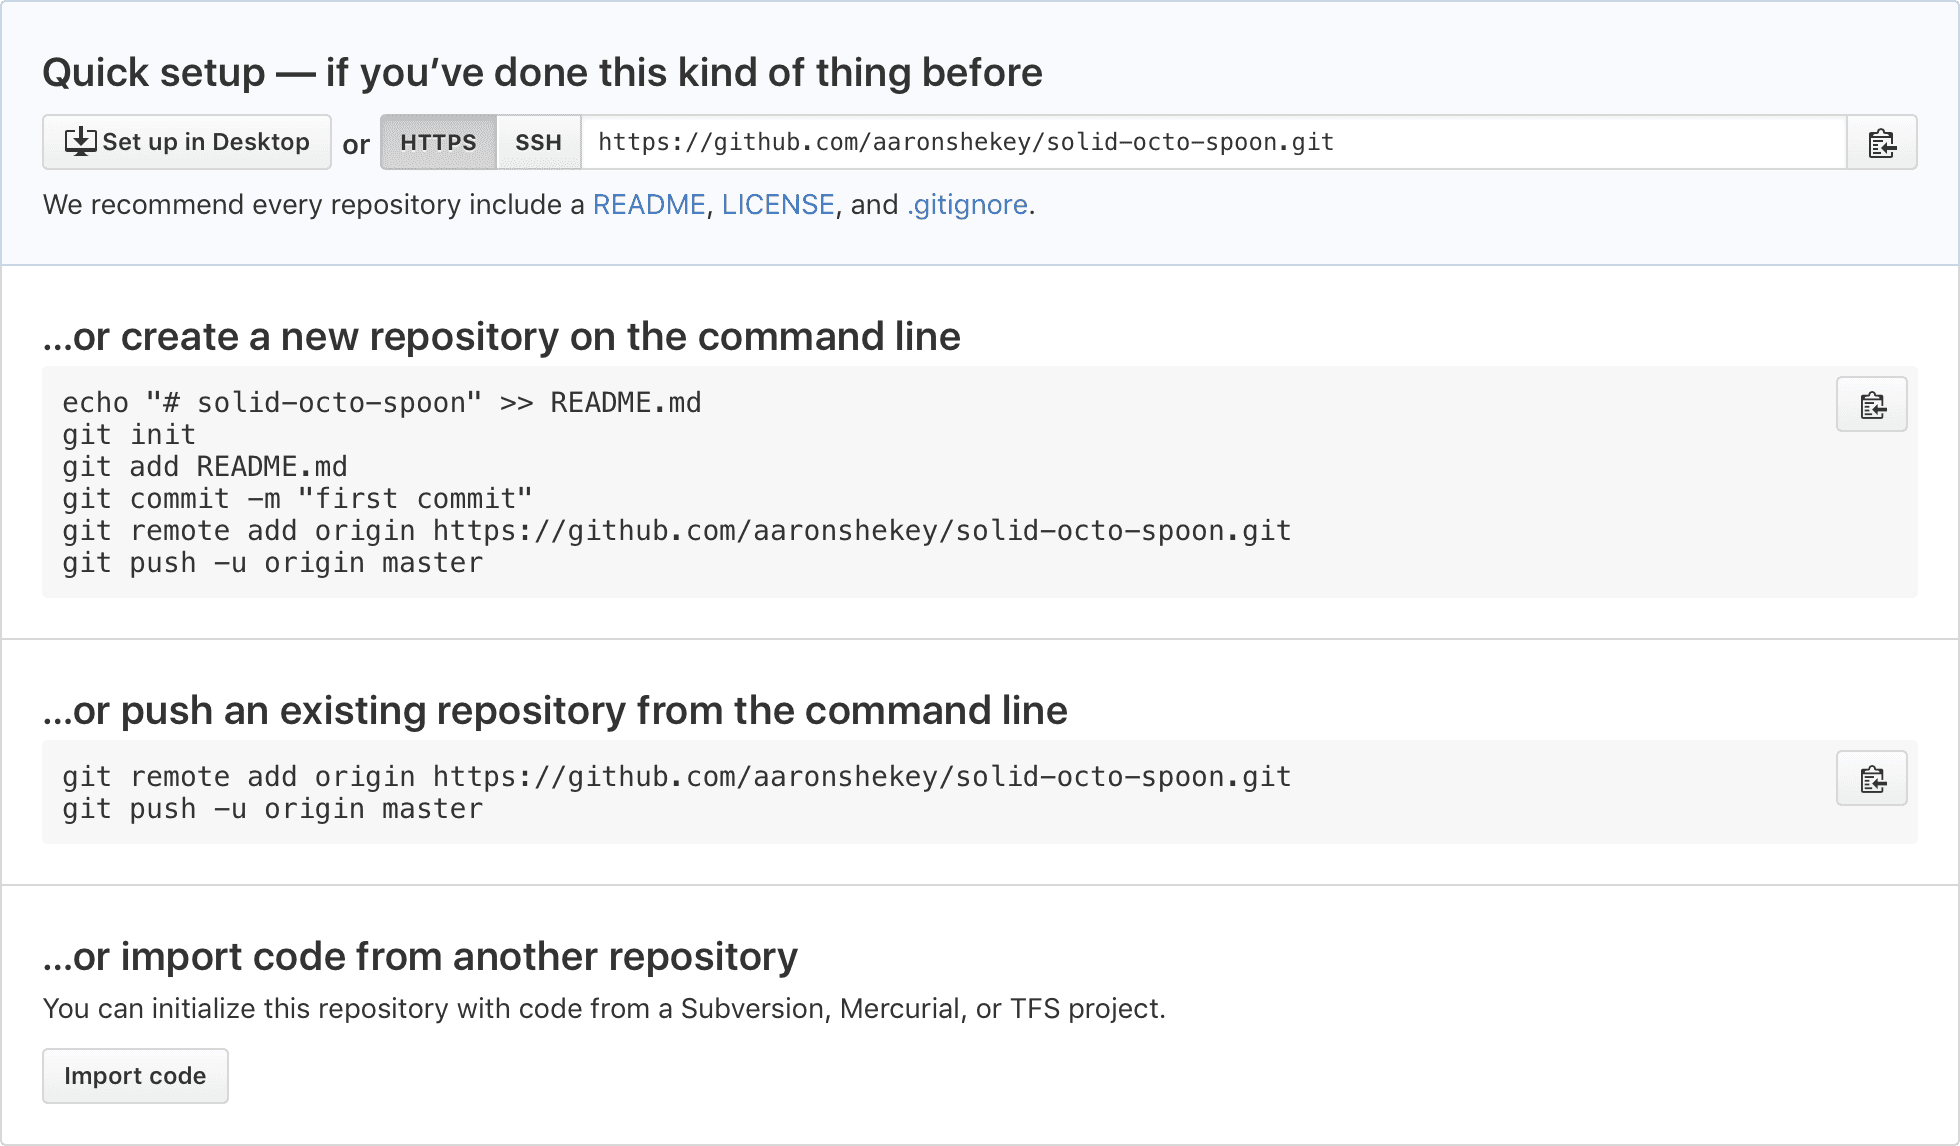 Quick setup — if you’ve done this kind of thing before
Set up in Desktop or HTTPS SSH https://github.com/aaronshekey/solid-octo-spoon.git
We recommend every repository include a README, LICENSE, and .gitignore.
…or create a new repository on the command line
echo "# solid-octo-spoon" >> README.md
git init
git add README.md
git commit -m "first commit"
git remote add origin https://github.com/aaronshekey/solid-octo-spoon.git
git push -u origin master
…or push an existing repository from the command line
git remote add origin https://github.com/aaronshekey/solid-octo-spoon.git
git push -u origin master
…or import code from another repository
You can initialize this repository with code from a Subversion, Mercurial, or TFS project.
Import code